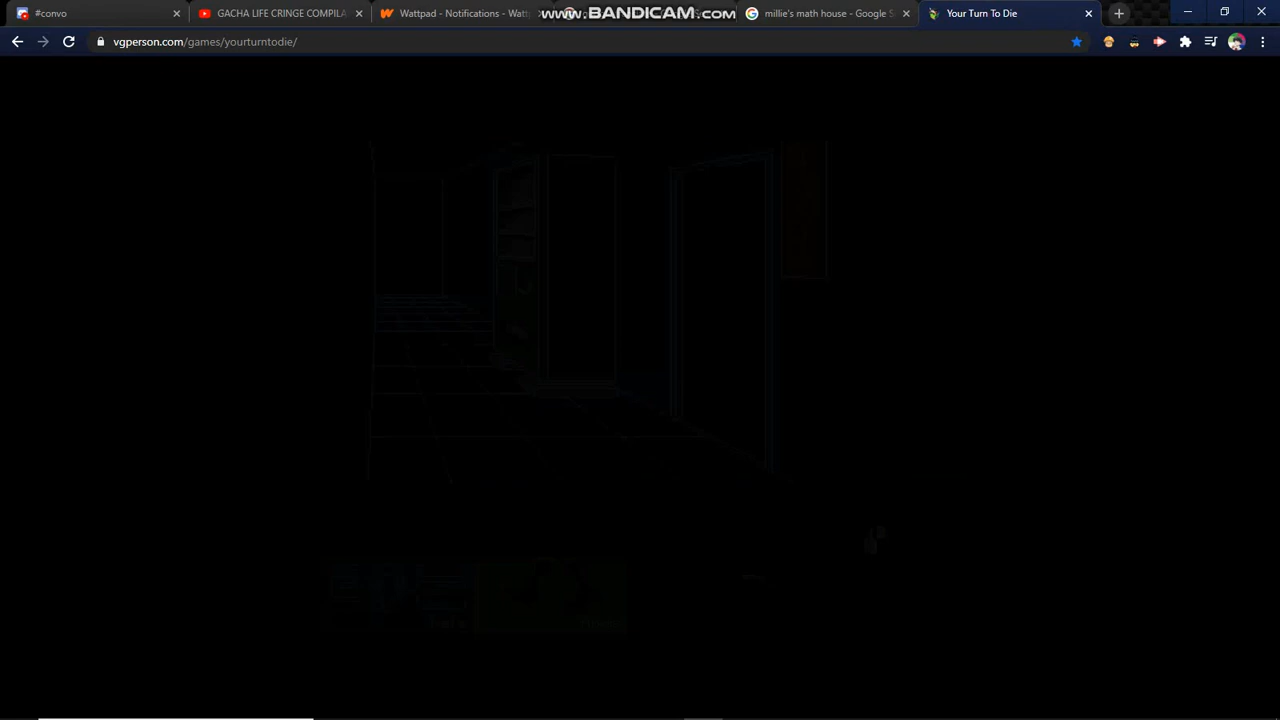 #convo
GACHA LIFE CRINGE COMPILA
Wattpad - Notifications - Watt
www.BANDICAM.com
millie's math house - Google S
Your Turn To Die
vgperson.com/games/yourturntodie/